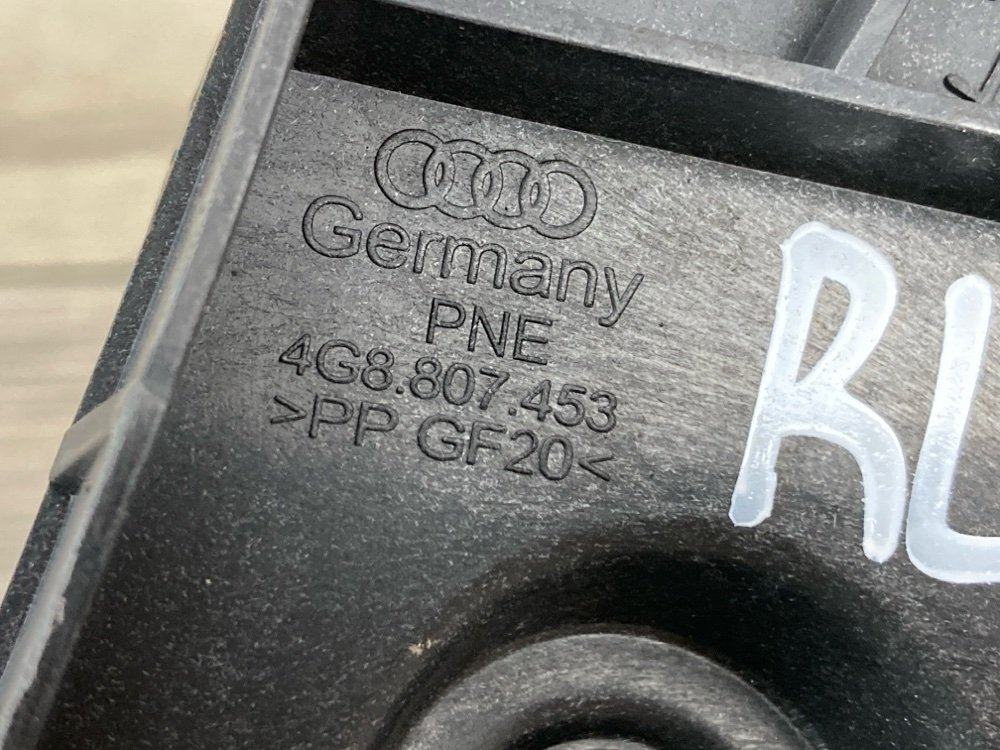 Germany
PNE
4G8.807.453
>PP GF20<
RL